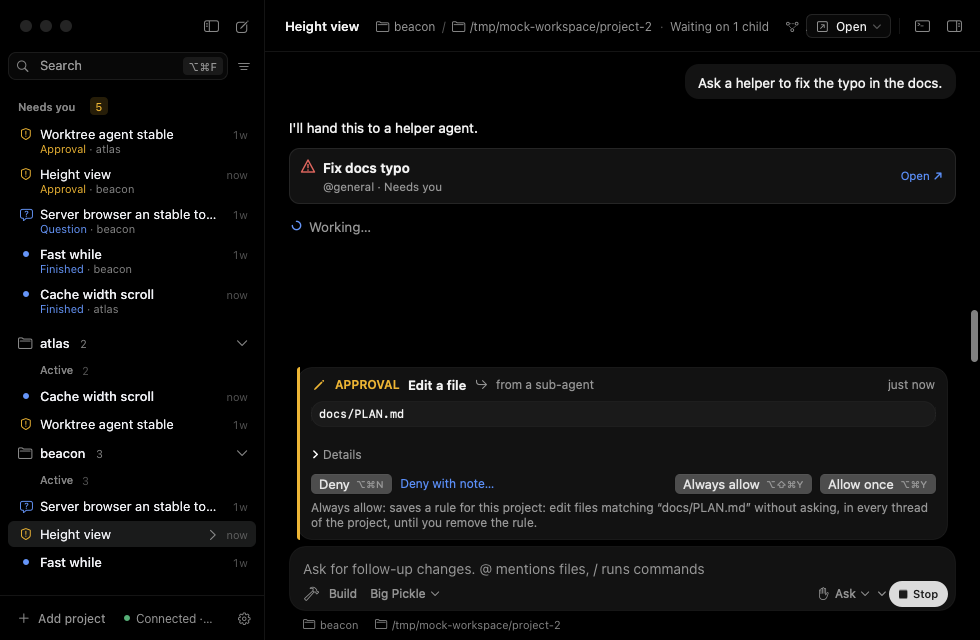 Search ⌥⌘F
Needs you 5
Worktree agent stable 1w
Approval · atlas
Height view now
Approval · beacon
Server browser an stable to... 1w
Question · beacon
Fast while 1w
Finished · beacon
Cache width scroll now
Finished · atlas
atlas 2
Active 2
Cache width scroll now
Worktree agent stable 1w
beacon 3
Active 3
Server browser an stable to... 1w
Height view now
Fast while 1w
Add project Connected ·...
Height view beacon / /tmp/mock-workspace/project-2 · Waiting on 1 child Open
Ask a helper to fix the typo in the docs.
I'll hand this to a helper agent.
Fix docs typo
@general · Needs you
Open ↗
Working...
APPROVAL Edit a file from a sub-agent just now
docs/PLAN.md
Details
Deny ⌥⌘N Deny with note... Always allow ⌥⇧⌘Y Allow once ⌥⌘Y
Always allow: saves a rule for this project: edit files matching “docs/PLAN.md” without asking, in every thread
of the project, until you remove the rule.
Ask for follow-up changes. @ mentions files, / runs commands
Build Big Pickle Ask Stop
beacon /tmp/mock-workspace/project-2